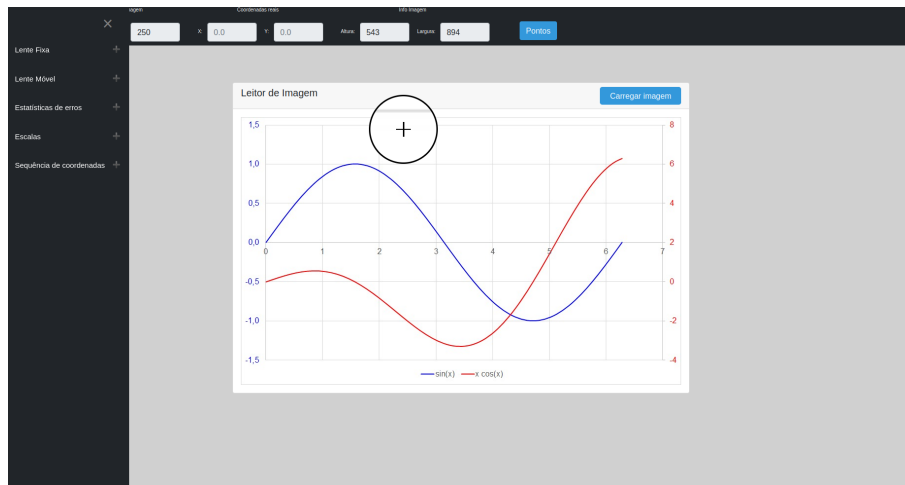 Coordenadas reais Info Imagem
250 X: 0.0 Y: 0.0 Altura: 543 Largura: 894 Pontos
×
Lente Fixa +
Lente Móvel +
Estatísticas de erros +
Escalas +
Sequência de coordenadas +
Leitor de Imagem Carregar imagem
1,5 8
1,0 6
0,5 4
0,0 2
0 1 2 3 4 5 6 7
-0,5 0
-1,0 -2
-1,5 -4
sin(x) x cos(x)